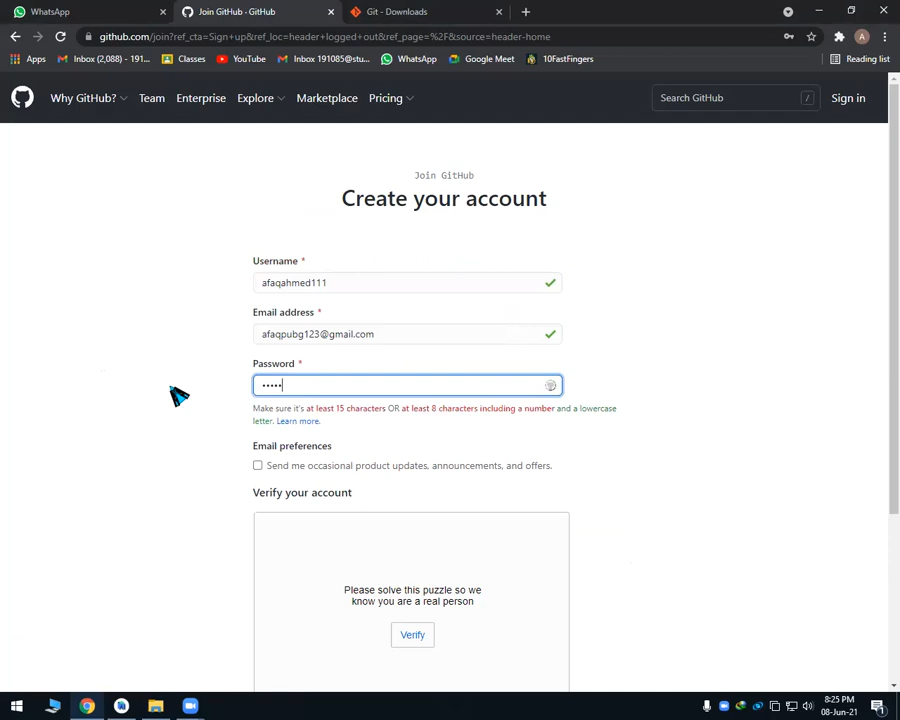 WhatsApp
Join GitHub · GitHub
Git - Downloads
github.com/join?ref_cta=Sign+up&ref_loc=header+logged+out&ref_page=%2F&source=header-home
A
Apps
Inbox (2,088) - 191...
Classes
YouTube
Inbox 191085@stu...
WhatsApp
Google Meet
10FastFingers
Reading list
Why GitHub?
Team
Enterprise
Explore
Marketplace
Pricing
Search GitHub
/
Sign in
Join GitHub
Create your account
Username *
afaqahmed111
Email address *
afaqpubg123@gmail.com
Password *
•••••
Make sure it's at least 15 characters OR at least 8 characters including a number and a lowercase
letter. Learn more.
Email preferences
Send me occasional product updates, announcements, and offers.
Verify your account
Please solve this puzzle so we
know you are a real person
Verify
8:25 PM
08-Jun-21
1